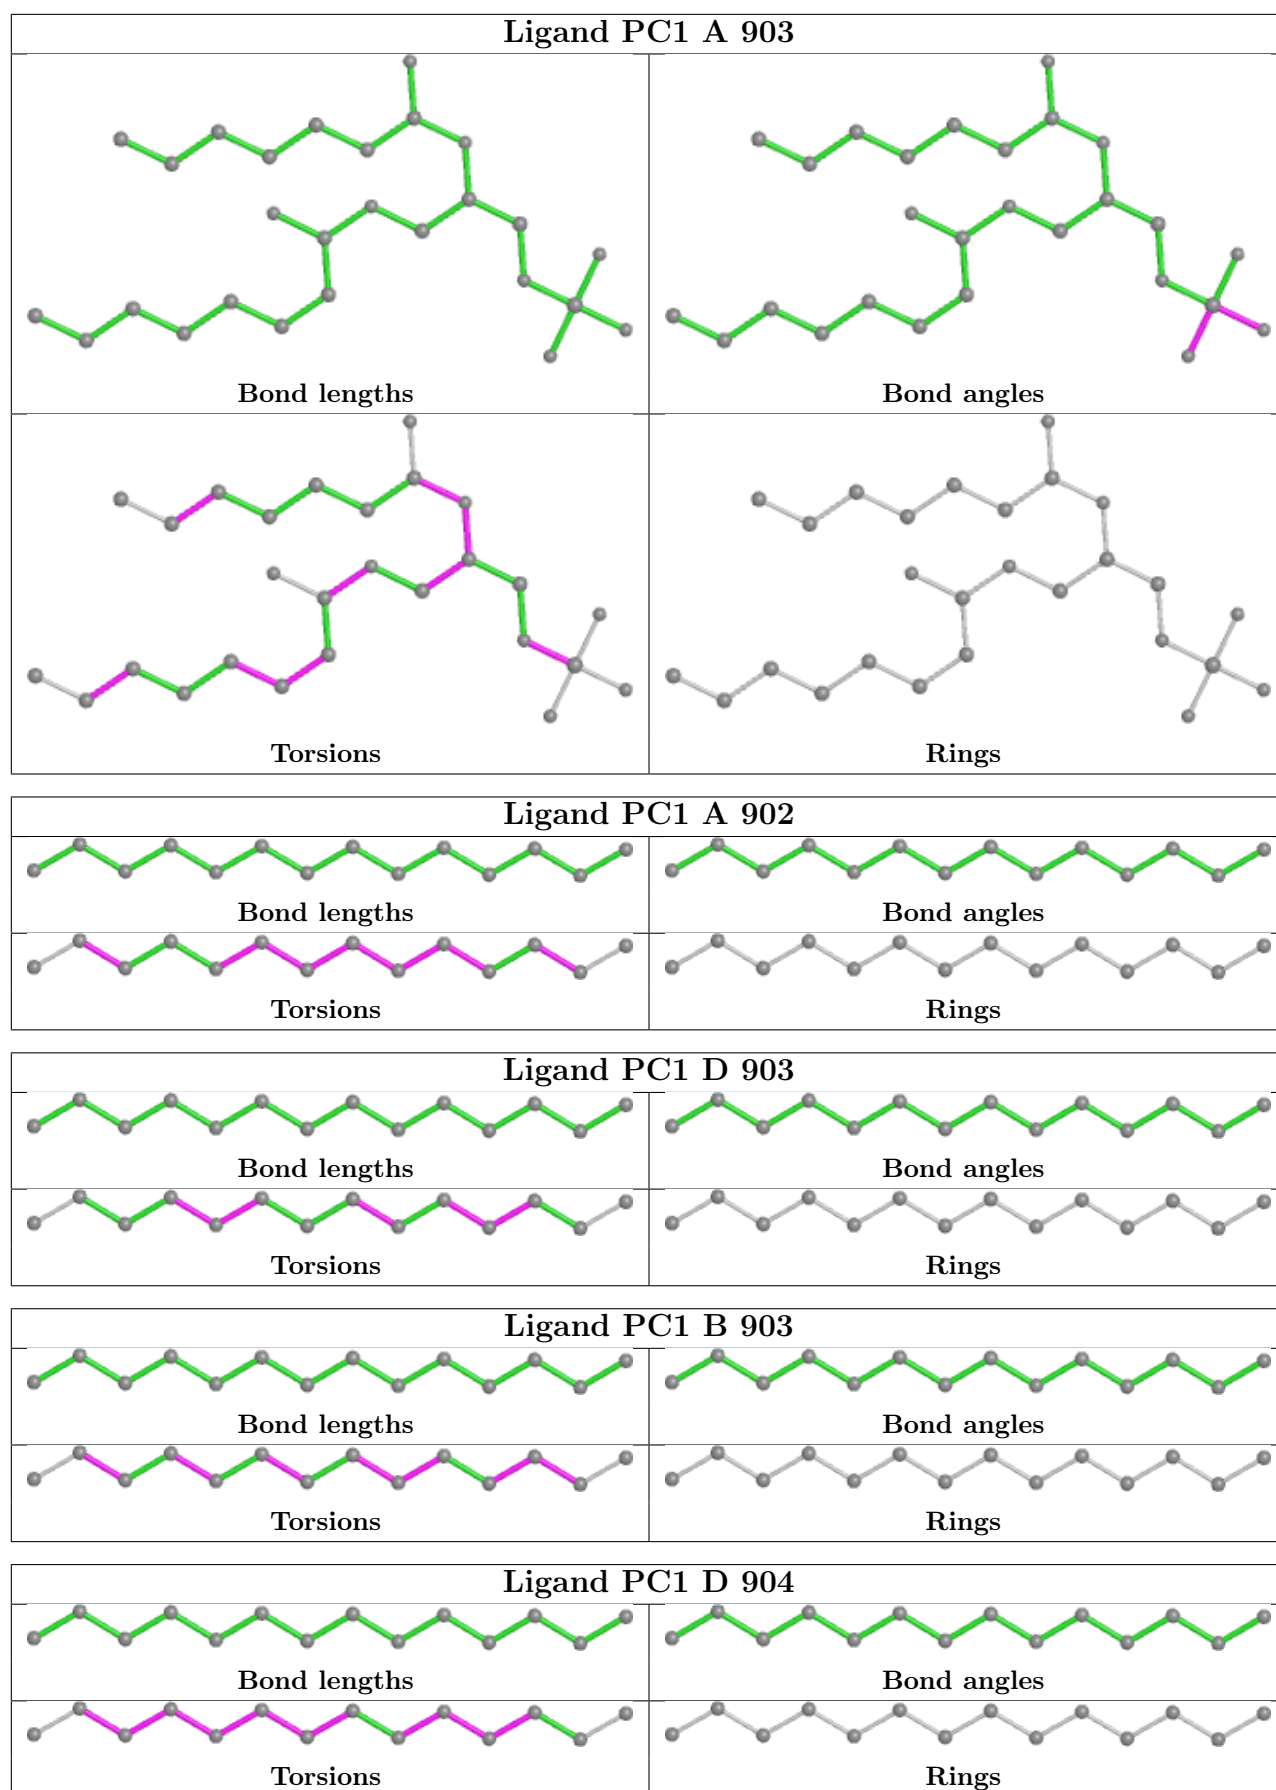 Ligand PC1 A 903
Bond lengths
Bond angles
Torsions
Rings
Ligand PC1 A 902
Bond lengths
Bond angles
Torsions
Rings
Ligand PC1 D 903
Bond lengths
Bond angles
Torsions
Rings
Ligand PC1 B 903
Bond lengths
Bond angles
Torsions
Rings
Ligand PC1 D 904
Bond lengths
Bond angles
Torsions
Rings